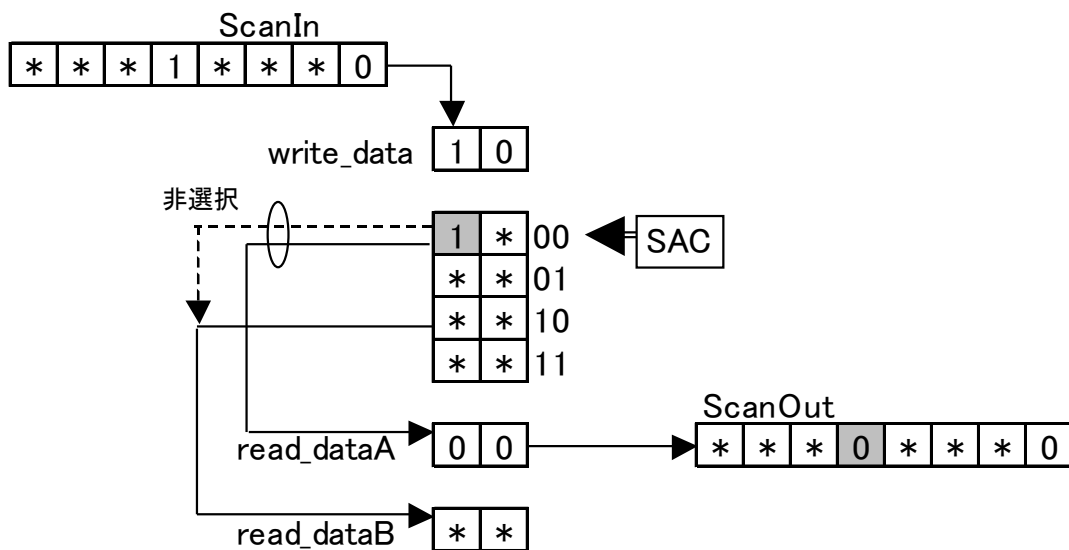 ScanIn
* * * 1 * * * 0
write_data 1 0
非選択
1 * 00 SAC
* * 01
* * 10
* * 11
ScanOut
read_dataA 0 0 * * * 0 * * * 0
read_dataB * *